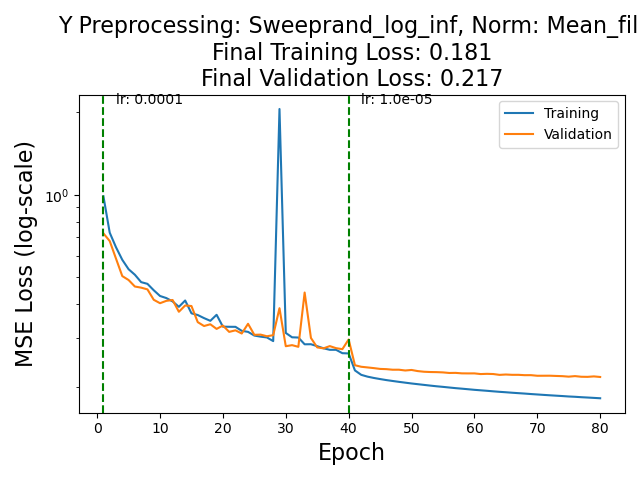 Y Preprocessing: Sweeprand_log_inf, Norm: Mean_fil
Final Training Loss: 0.181
Final Validation Loss: 0.217
lr: 0.0001
lr: 1.0e-05
Training
Validation
10⁰
MSE Loss (log-scale)
0 10 20 30 40 50 60 70 80
Epoch